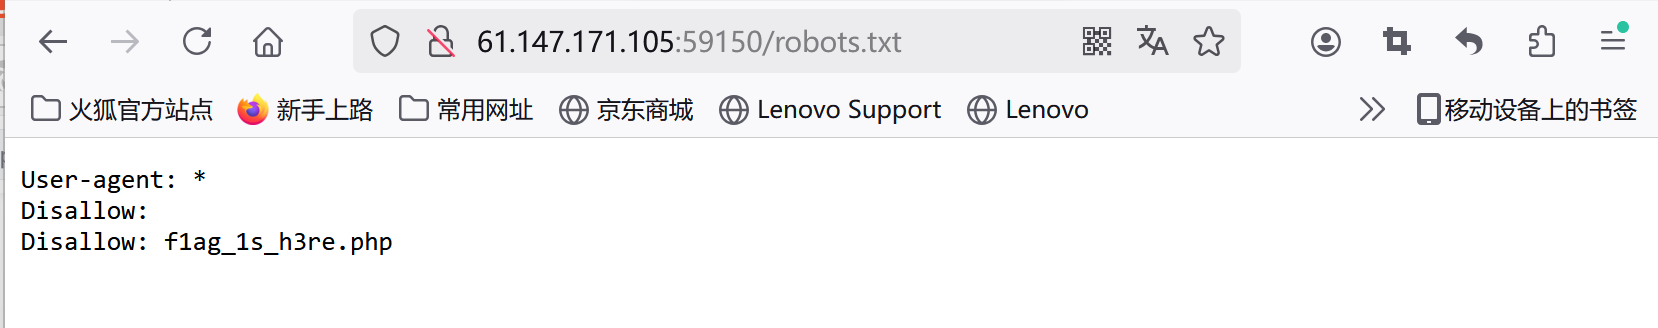 61.147.171.105:59150/robots.txt
火狐官方站点 新手上路 常用网址 京东商城 Lenovo Support Lenovo 移动设备上的书签
User-agent: *
Disallow:
Disallow: f1ag_1s_h3re.php